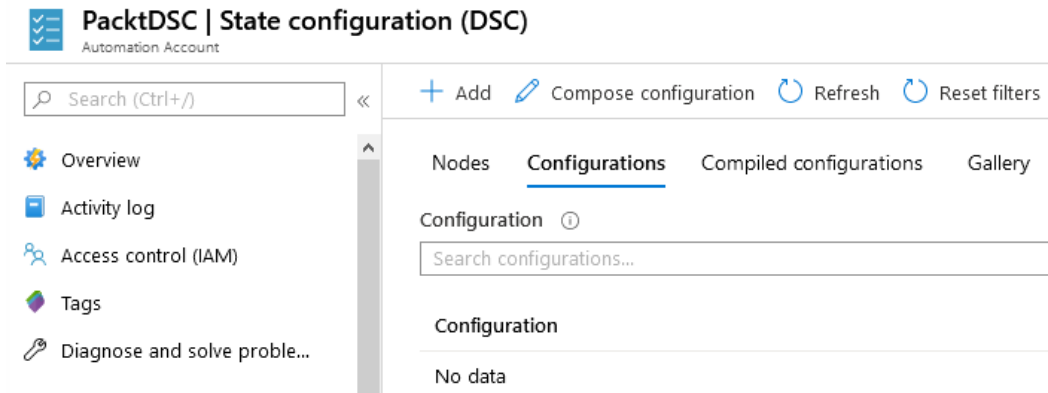 PacktDSC | State configuration (DSC)
Automation Account
Search (Ctrl+/)
«
Overview
Activity log
Access control (IAM)
Tags
Diagnose and solve proble...
+ Add
Compose configuration
Refresh
Reset filters
Nodes
Configurations
Compiled configurations
Gallery
Configuration
Search configurations...
Configuration
No data